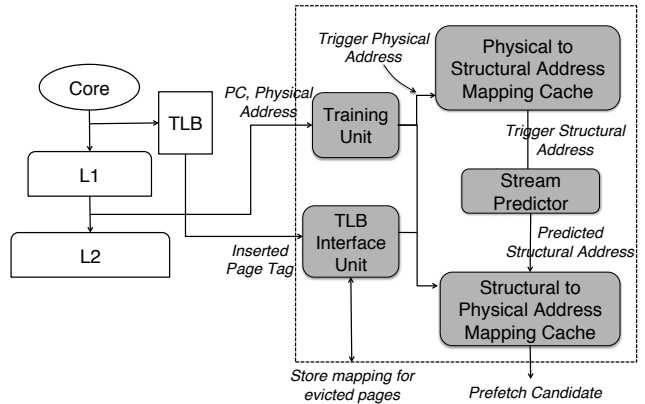 Core
TLB
L1
L2
PC, Physical
Address
Inserted
Page Tag
Training
Unit
TLB
Interface
Unit
Store mapping for
evicted pages
Trigger Physical
Address
Physical to
Structural Address
Mapping Cache
Trigger Structural
Address
Stream
Predictor
Predicted
Structural Address
Structural to
Physical Address
Mapping Cache
Prefetch Candidate